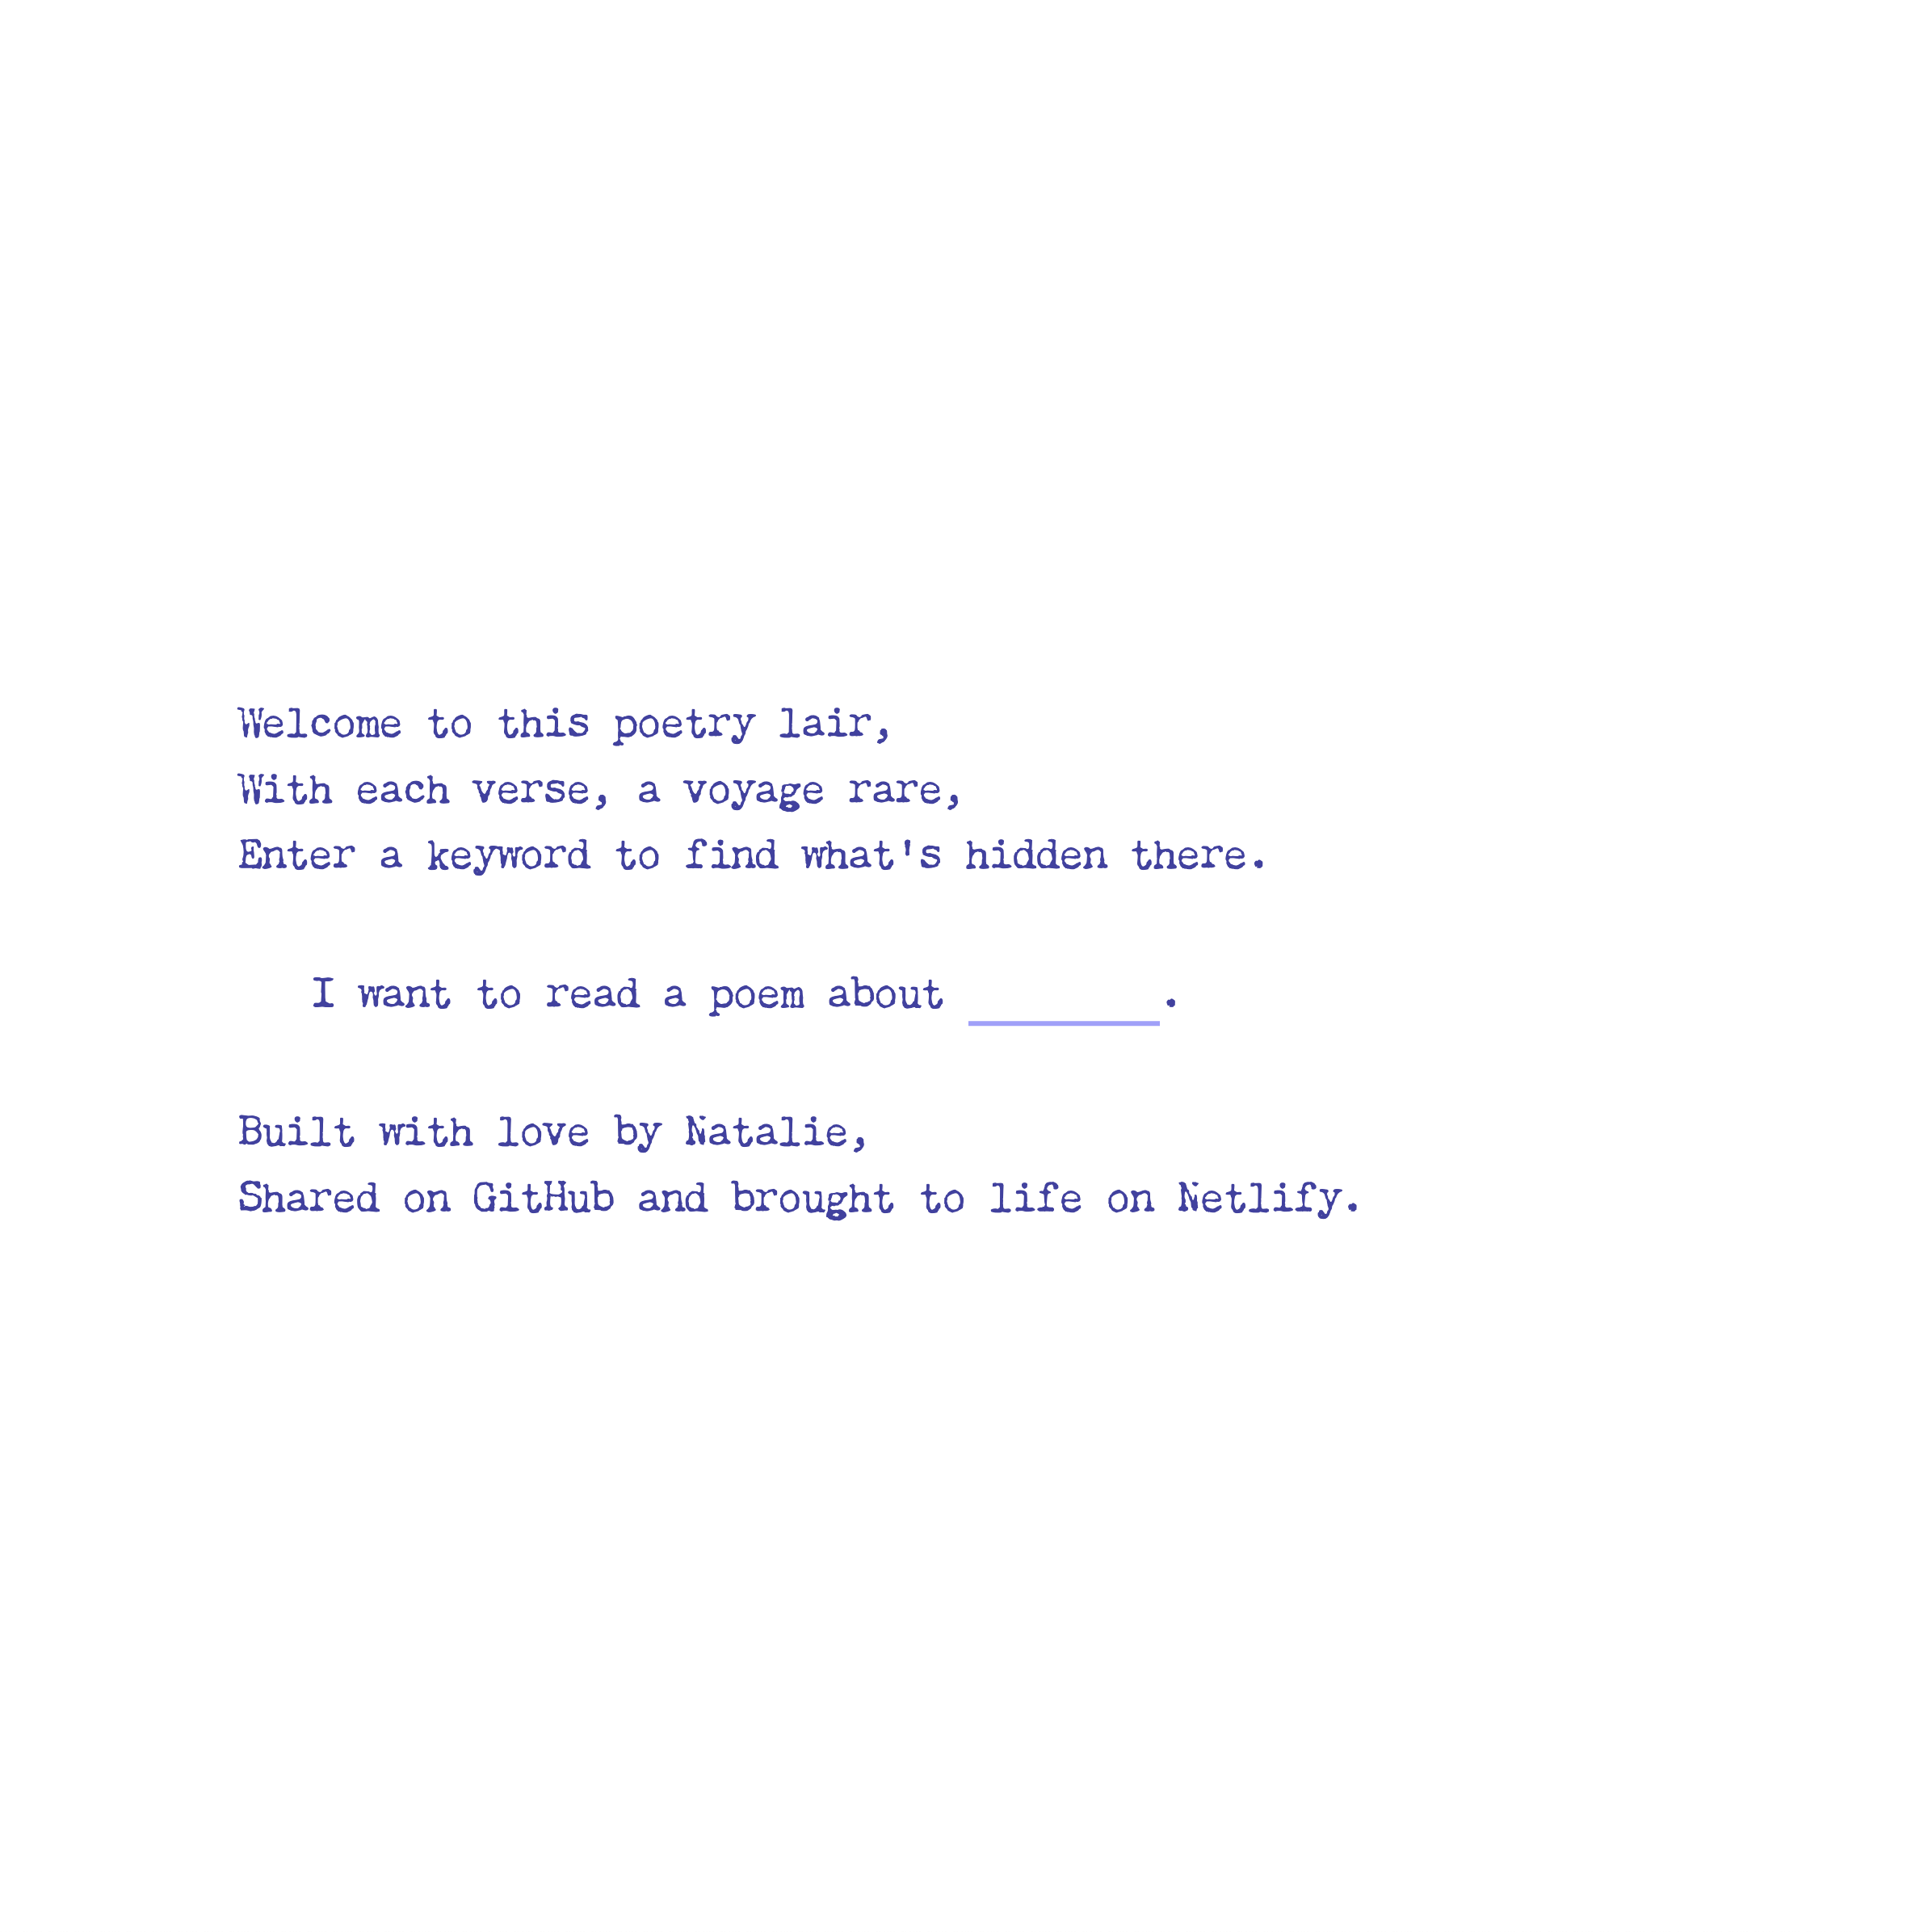 Welcome to this poetry lair,
With each verse, a voyage rare,
Enter a keyword to find what's hidden there.
I want to read a poem about        .
Built with love by Natalie,
Shared on GitHub and brought to life on Netlify.